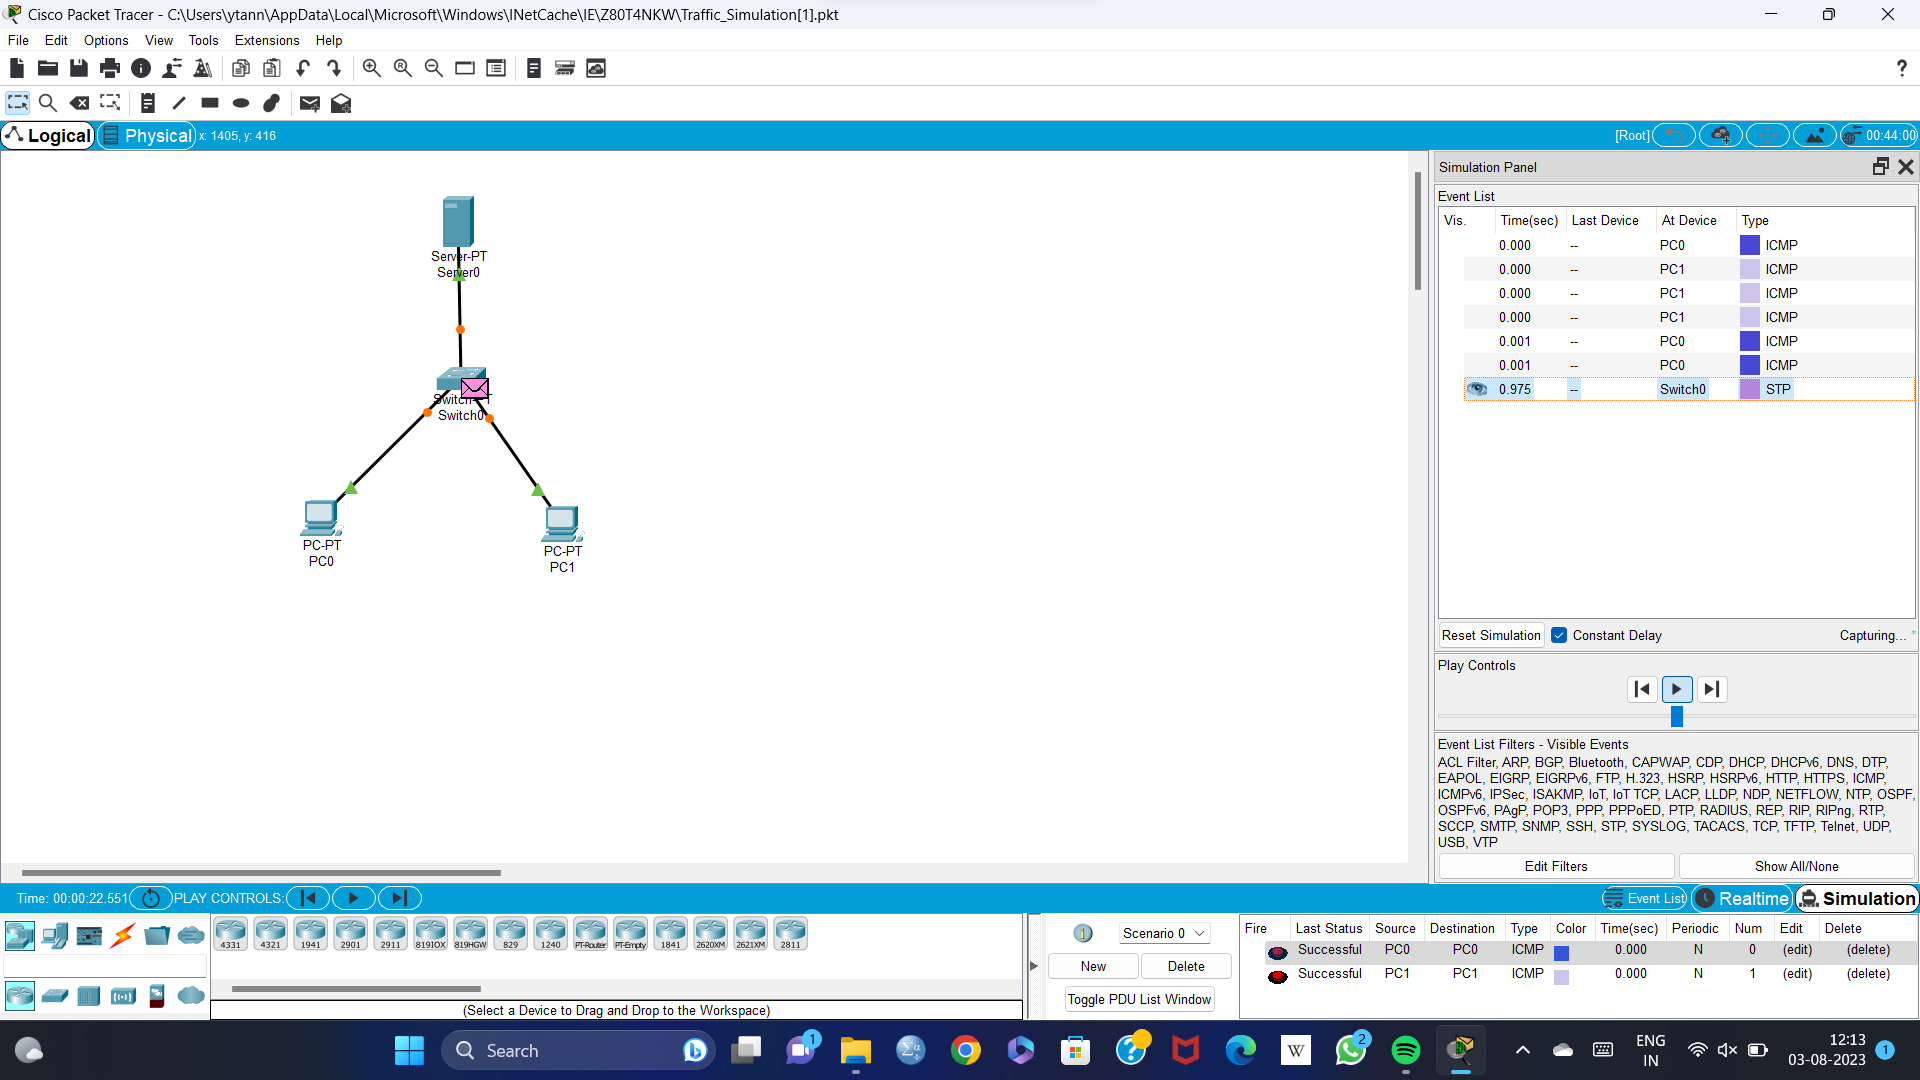 Cisco Packet Tracer - C:\Users\ytann\AppData\Local\Microsoft\Windows\INetCache\IE\Z80T4NKW\Traffic_Simulation[1].pkt
File Edit Options View Tools Extensions Help
?
Logical Physical x: 1405, y: 416 [Root] 00:44:00
Server-PT
Server0
Switch-PT
Switch0
PC-PT
PC0
PC-PT
PC1
Simulation Panel
Event List
Vis. Time(sec) Last Device At Device Type
0.000 -- PC0 ICMP
0.000 -- PC1 ICMP
0.000 -- PC1 ICMP
0.000 -- PC1 ICMP
0.001 -- PC0 ICMP
0.001 -- PC0 ICMP
0.975 -- Switch0 STP
Reset Simulation Constant Delay Capturing... *
Play Controls
Event List Filters - Visible Events
ACL Filter, ARP, BGP, Bluetooth, CAPWAP, CDP, DHCP, DHCPv6, DNS, DTP,
EAPOL, EIGRP, EIGRPv6, FTP, H.323, HSRP, HSRPv6, HTTP, HTTPS, ICMP,
ICMPv6, IPSec, ISAKMP, IoT, IoT TCP, LACP, LLDP, NDP, NETFLOW, NTP, OSPF,
OSPFv6, PAgP, POP3, PPP, PPPoED, PTP, RADIUS, REP, RIP, RIPng, RTP,
SCCP, SMTP, SNMP, SSH, STP, SYSLOG, TACACS, TCP, TFTP, Telnet, UDP,
USB, VTP
Edit Filters Show All/None
Time: 00:00:22.551 PLAY CONTROLS: Event List Realtime Simulation
4331 4321 1941 2901 2911 819IOX 819HGW 829 1240 PT-Router PT-Empty 1841 2620XM 2621XM 2811
(Select a Device to Drag and Drop to the Workspace)
1 Scenario 0
New Delete
Toggle PDU List Window
Fire Last Status Source Destination Type Color Time(sec) Periodic Num Edit Delete
Successful PC0 PC0 ICMP 0.000 N 0 (edit) (delete)
Successful PC1 PC1 ICMP 0.000 N 1 (edit) (delete)
Search
1
W
2
ENG
IN
12:13
03-08-2023
1